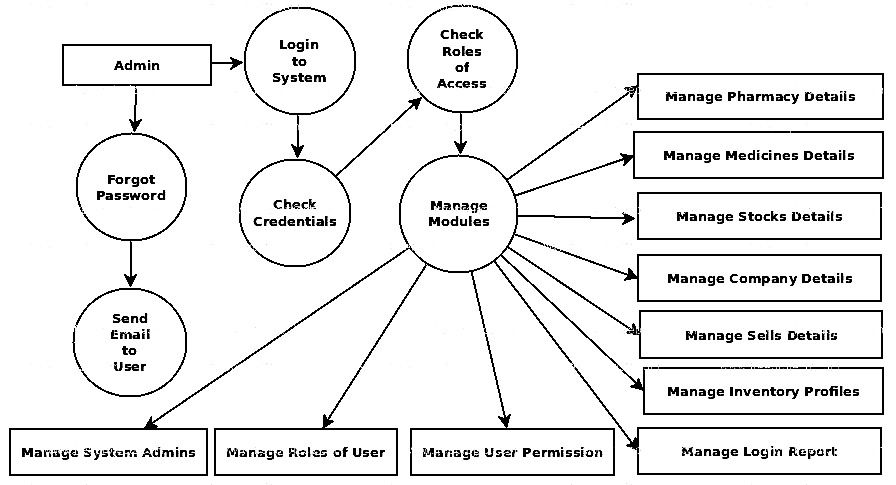 Admin
Login
to
System
Check
Roles
of
Access
Forgot
Password
Check
Credentials
Manage
Modules
Send
Email
to
User
Manage Pharmacy Details
Manage Medicines Details
Manage Stocks Details
Manage Company Details
Manage Sells Details
Manage Inventory Profiles
Manage Login Report
Manage System Admins
Manage Roles of User
Manage User Permission